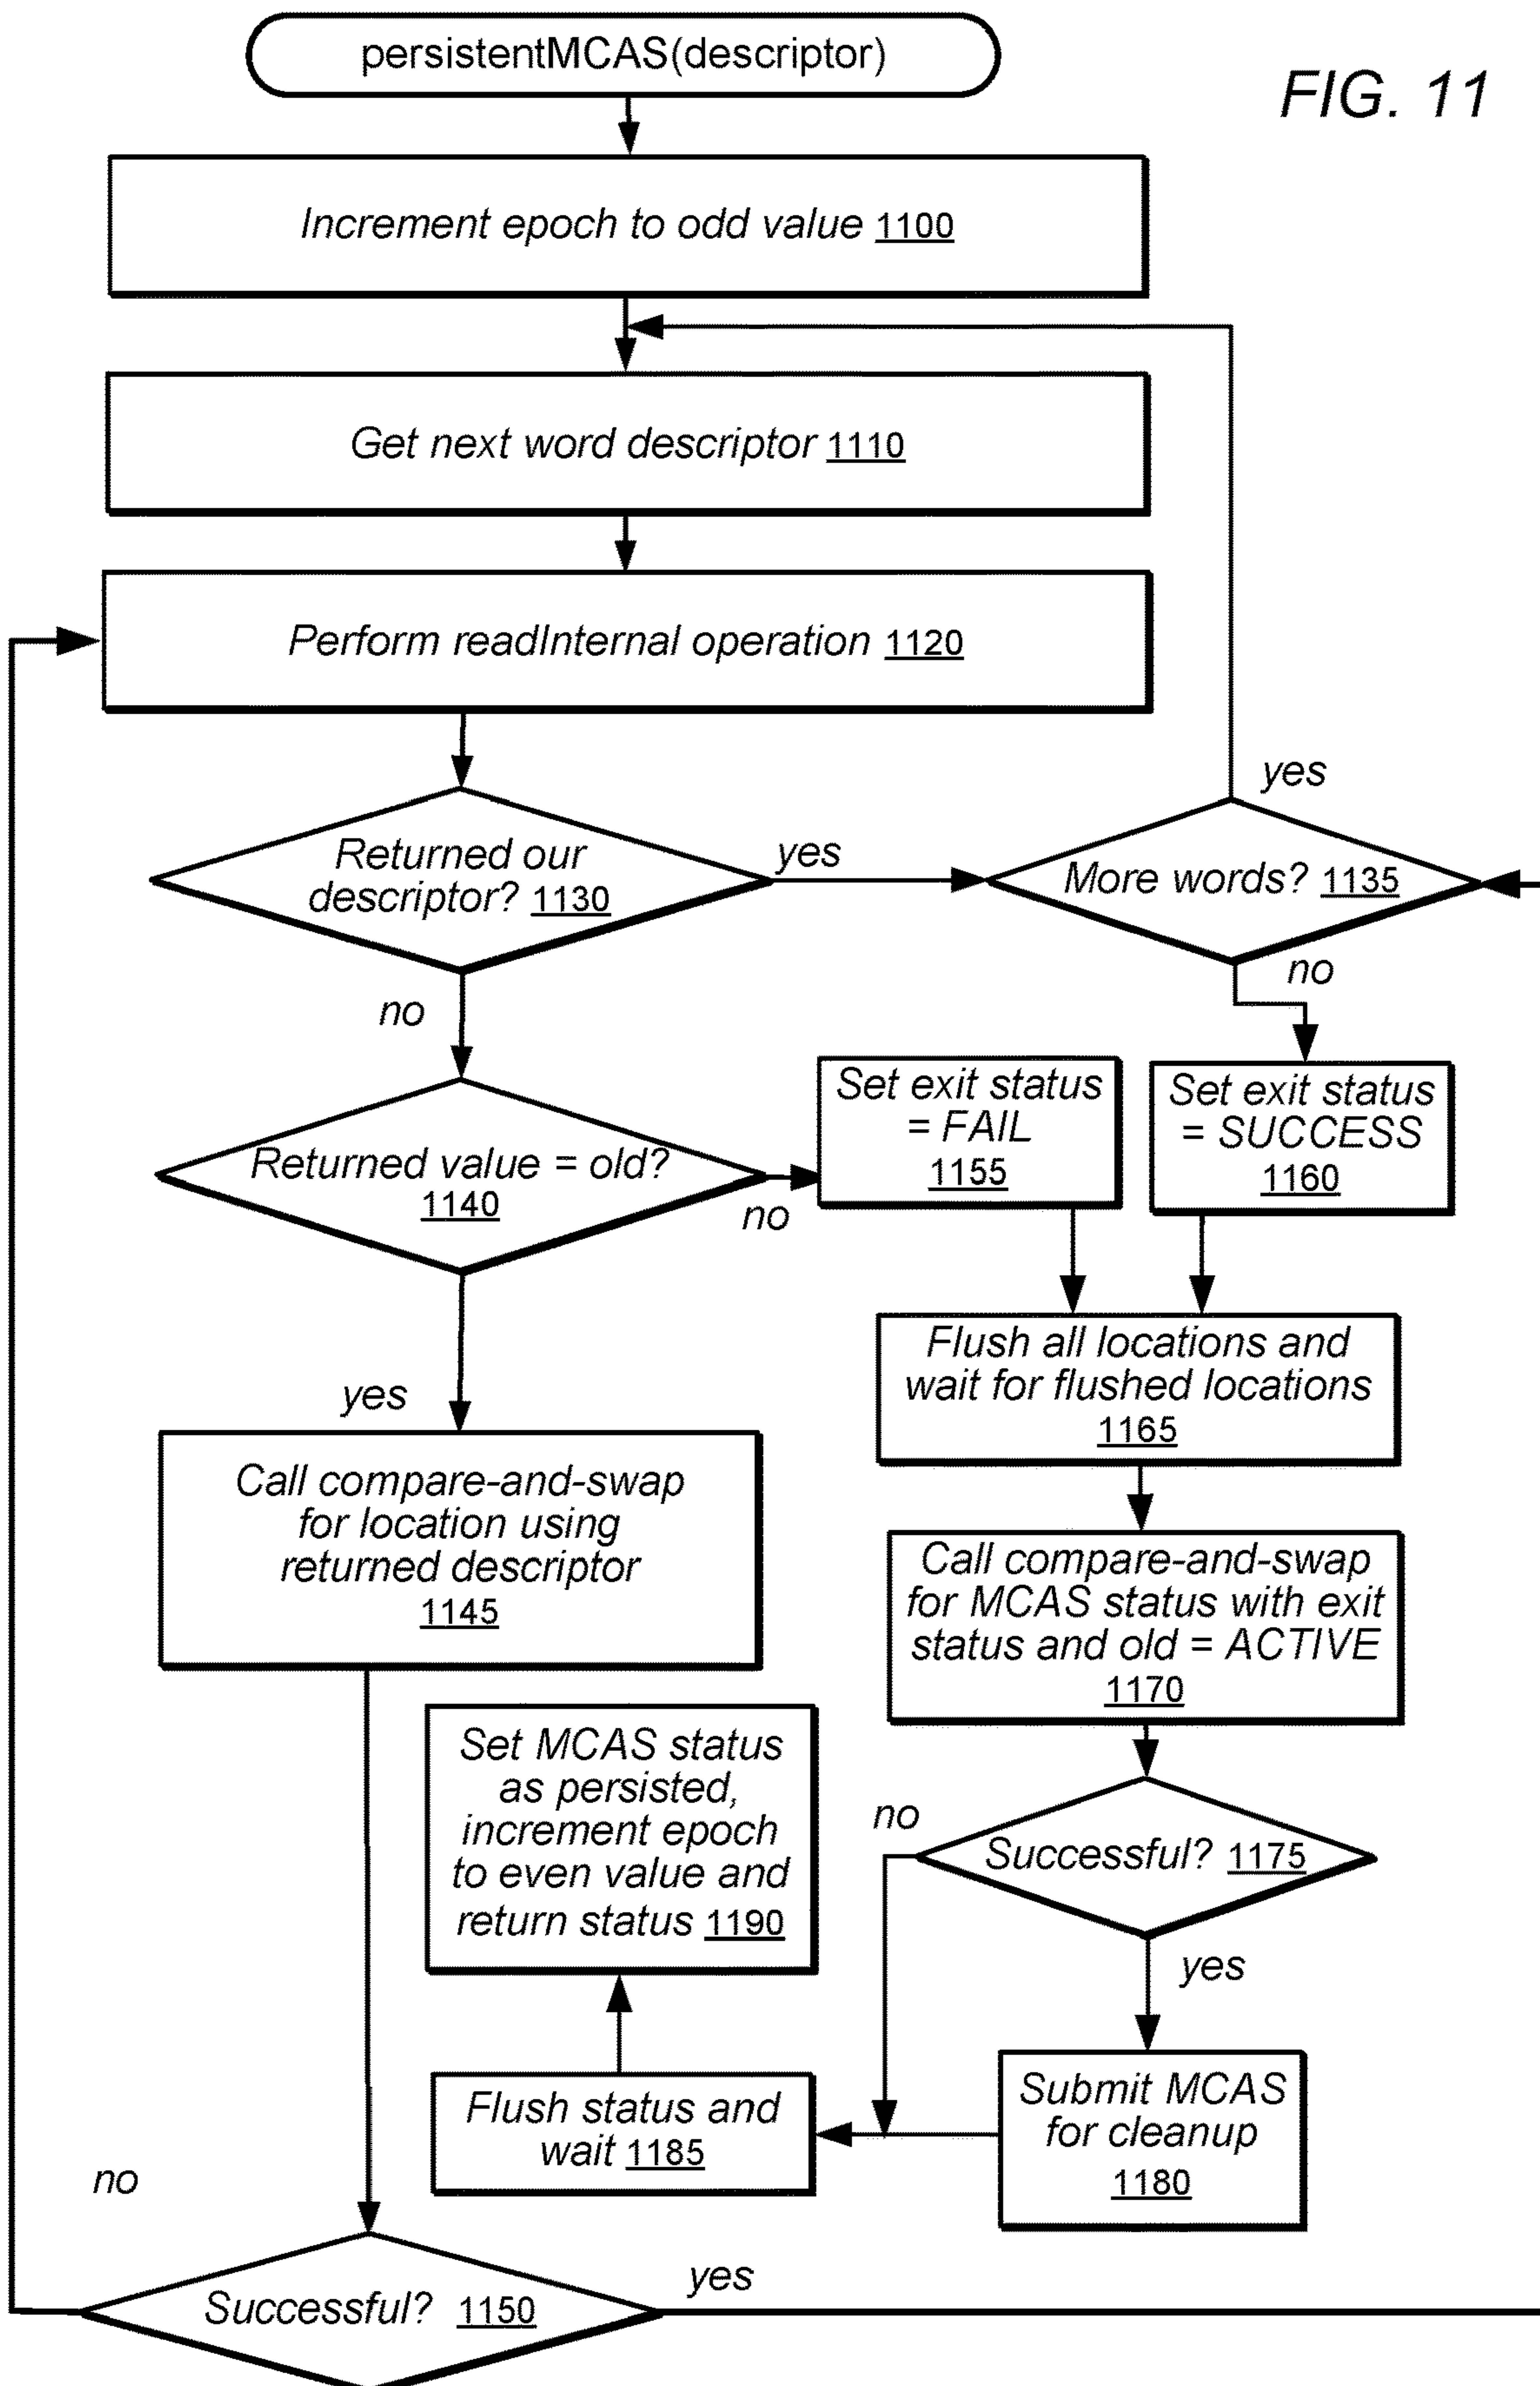 persistentMCAS(descriptor)
FIG. 11
Increment epoch to odd value 1100
Get next word descriptor 1110
Perform readInternal operation 1120
yes
Returned our
descriptor? 1130
yes
More words? 1135
no
no
Returned value = old?
1140
no
Set exit status
= FAIL
1155
Set exit status
= SUCCESS
1160
yes
Flush all locations and
wait for flushed locations
1165
Call compare-and-swap
for location using
returned descriptor
1145
Call compare-and-swap
for MCAS status with exit
status and old = ACTIVE
1170
Set MCAS status
as persisted,
increment epoch
to even value and
return status 1190
no
Successful? 1175
yes
Flush status and
wait 1185
Submit MCAS
for cleanup
1180
no
Successful? 1150
yes